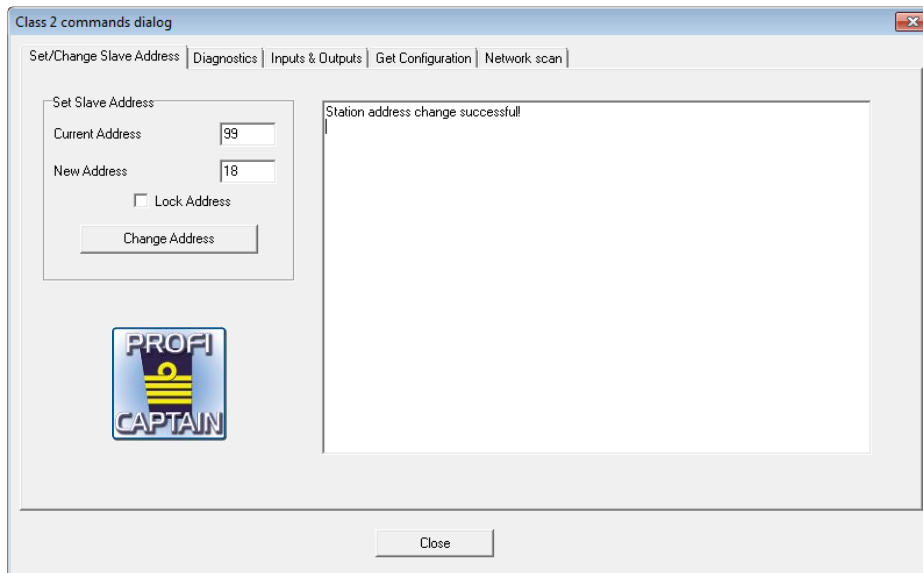 Class 2 commands dialog
Set/Change Slave Address Diagnostics Inputs & Outputs Get Configuration Network scan
Set Slave Address
Current Address 99
New Address 18
Lock Address
Change Address
Station address change successful!
PROFI
CAPTAIN
Close